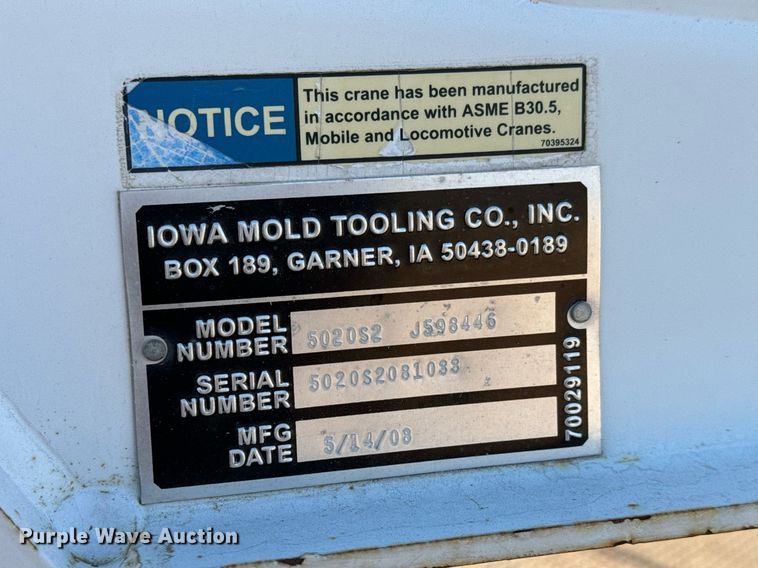 NOTICE
This crane has been manufactured
in accordance with ASME B30.5,
Mobile and Locomotive Cranes.
70395324
IOWA MOLD TOOLING CO., INC.
BOX 189, GARNER, IA 50438-0189
MODEL
NUMBER 5020S2 J598446
SERIAL
NUMBER 5020S2081088
MFG
DATE 5/14/08
70029119
Purple Wave Auction